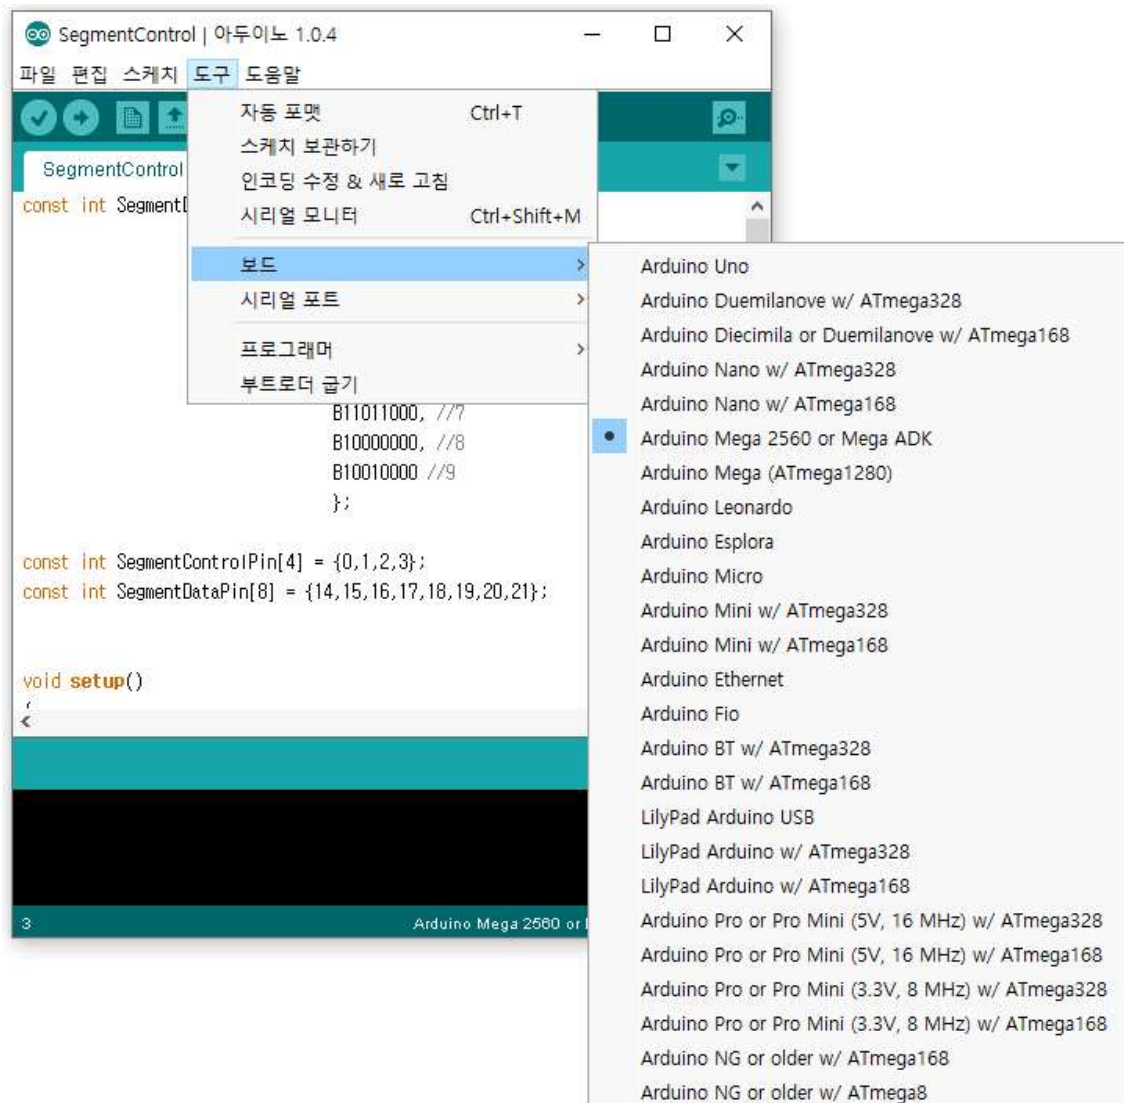 SegmentControl | 아두이노 1.0.4
파일 편집 스케치 도구 도움말
자동 포맷 Ctrl+T
스케치 보관하기
인코딩 수정 & 새로 고침
시리얼 모니터 Ctrl+Shift+M
보드
시리얼 포트
프로그래머
부트로더 굽기
SegmentControl
const int Segment
B11011000, //7
B10000000, //8
B10010000 //9
};
const int SegmentControlPin[4] = {0,1,2,3};
const int SegmentDataPin[8] = {14,15,16,17,18,19,20,21};
void setup()
3 Arduino Mega 2560 or
Arduino Uno
Arduino Duemilanove w/ ATmega328
Arduino Diecimila or Duemilanove w/ ATmega168
Arduino Nano w/ ATmega328
Arduino Nano w/ ATmega168
Arduino Mega 2560 or Mega ADK
Arduino Mega (ATmega1280)
Arduino Leonardo
Arduino Esplora
Arduino Micro
Arduino Mini w/ ATmega328
Arduino Mini w/ ATmega168
Arduino Ethernet
Arduino Fio
Arduino BT w/ ATmega328
Arduino BT w/ ATmega168
LilyPad Arduino USB
LilyPad Arduino w/ ATmega328
LilyPad Arduino w/ ATmega168
Arduino Pro or Pro Mini (5V, 16 MHz) w/ ATmega328
Arduino Pro or Pro Mini (5V, 16 MHz) w/ ATmega168
Arduino Pro or Pro Mini (3.3V, 8 MHz) w/ ATmega328
Arduino Pro or Pro Mini (3.3V, 8 MHz) w/ ATmega168
Arduino NG or older w/ ATmega168
Arduino NG or older w/ ATmega8